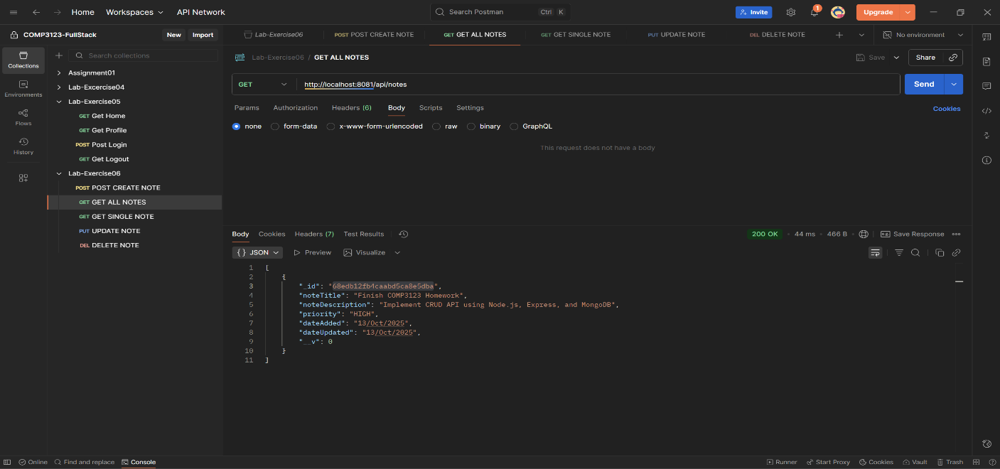 Home Workspaces API Network Search Postman Ctrl K Invite 1 Upgrade
COMP3123-FullStack New Import
Lab-Exercise06 POST POST CREATE NOTE GET GET ALL NOTES GET GET SINGLE NOTE PUT UPDATE NOTE DEL DELETE NOTE No environment
Collections
Environments
Flows
History
Search collections
Assignment01
Lab-Excercise04
Lab-Excercise05
GET Get Home
GET Get Profile
POST Post Login
GET Get Logout
Lab-Exercise06
POST POST CREATE NOTE
GET GET ALL NOTES
GET GET SINGLE NOTE
PUT UPDATE NOTE
DEL DELETE NOTE
HTTP Lab-Exercise06 / GET ALL NOTES Save Share
GET http://localhost:8081/api/notes Send
Params Authorization Headers (6) Body Scripts Settings Cookies
none form-data x-www-form-urlencoded raw binary GraphQL
This request does not have a body
Body Cookies Headers (7) Test Results 200 OK • 44 ms • 466 B • Save Response
{ } JSON Preview Visualize
1 [
2 {
3 "_id": "68edb12fb4caabd5ca8e5dba",
4 "noteTitle": "Finish COMP3123 Homework",
5 "noteDescription": "Implement CRUD API using Node.js, Express, and MongoDB",
6 "priority": "HIGH",
7 "dateAdded": "13/Oct/2025",
8 "dateUpdated": "13/Oct/2025",
9 "__v": 0
10 }
11 ]
Online Find and replace Console Runner Start Proxy Cookies Vault Trash